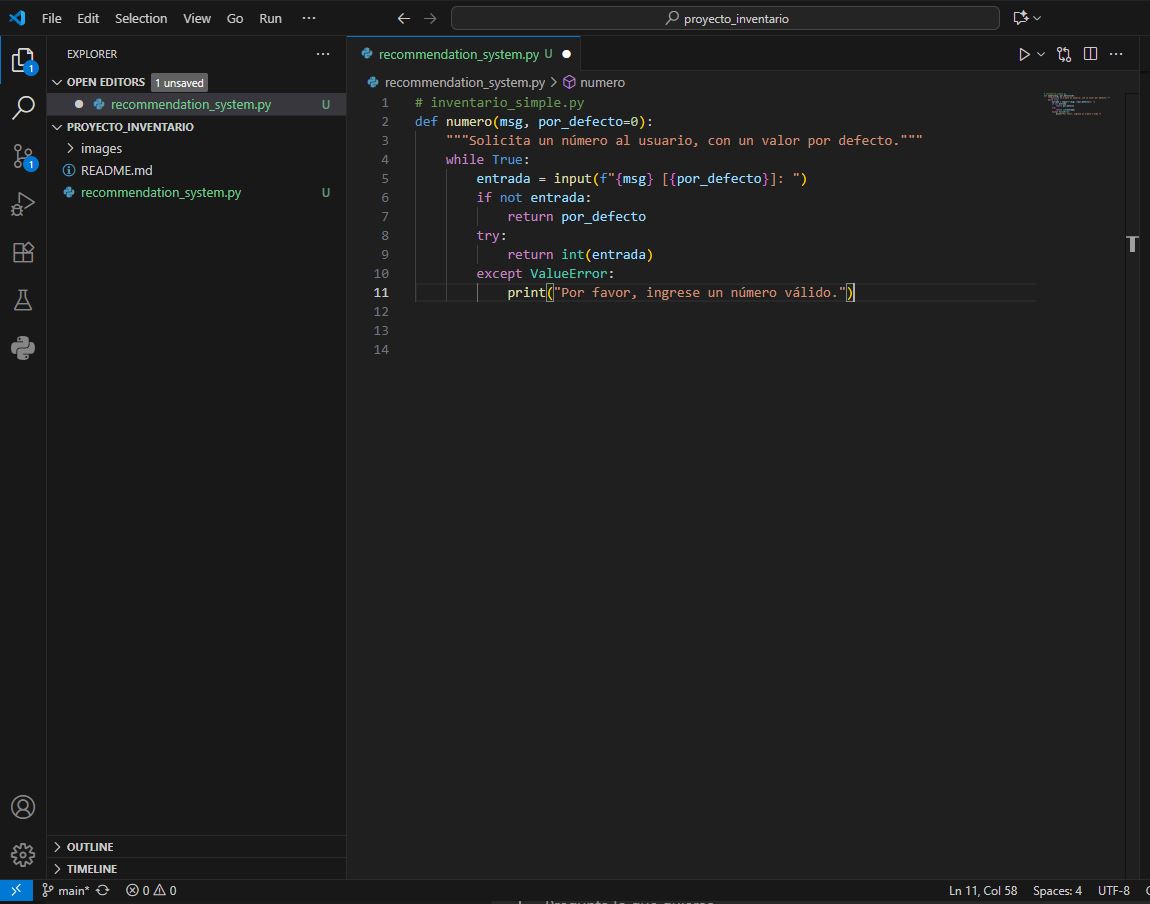 File Edit Selection View Go Run ···
proyecto_inventario
EXPLORER ···
OPEN EDITORS 1 unsaved
recommendation_system.py U
PROYECTO_INVENTARIO
images
README.md
recommendation_system.py U
OUTLINE
TIMELINE
recommendation_system.py U
recommendation_system.py > numero
1 # inventario_simple.py
2 def numero(msg, por_defecto=0):
3 """Solicita un número al usuario, con un valor por defecto."""
4 while True:
5 entrada = input(f"{msg} [{por_defecto}]: ")
6 if not entrada:
7 return por_defecto
8 try:
9 return int(entrada)
10 except ValueError:
11 print("Por favor, ingrese un número válido.")
12
13
14
1
1
T
main* 0 0 Ln 11, Col 58 Spaces: 4 UTF-8